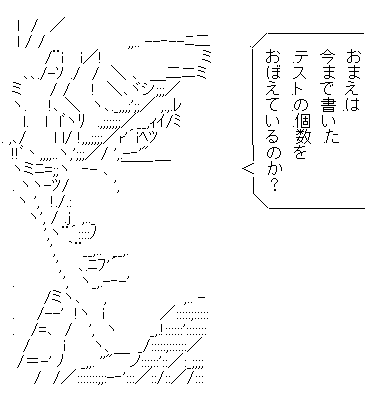 おまえは
今まで書いた
テストの個数を
おぼえているのか？